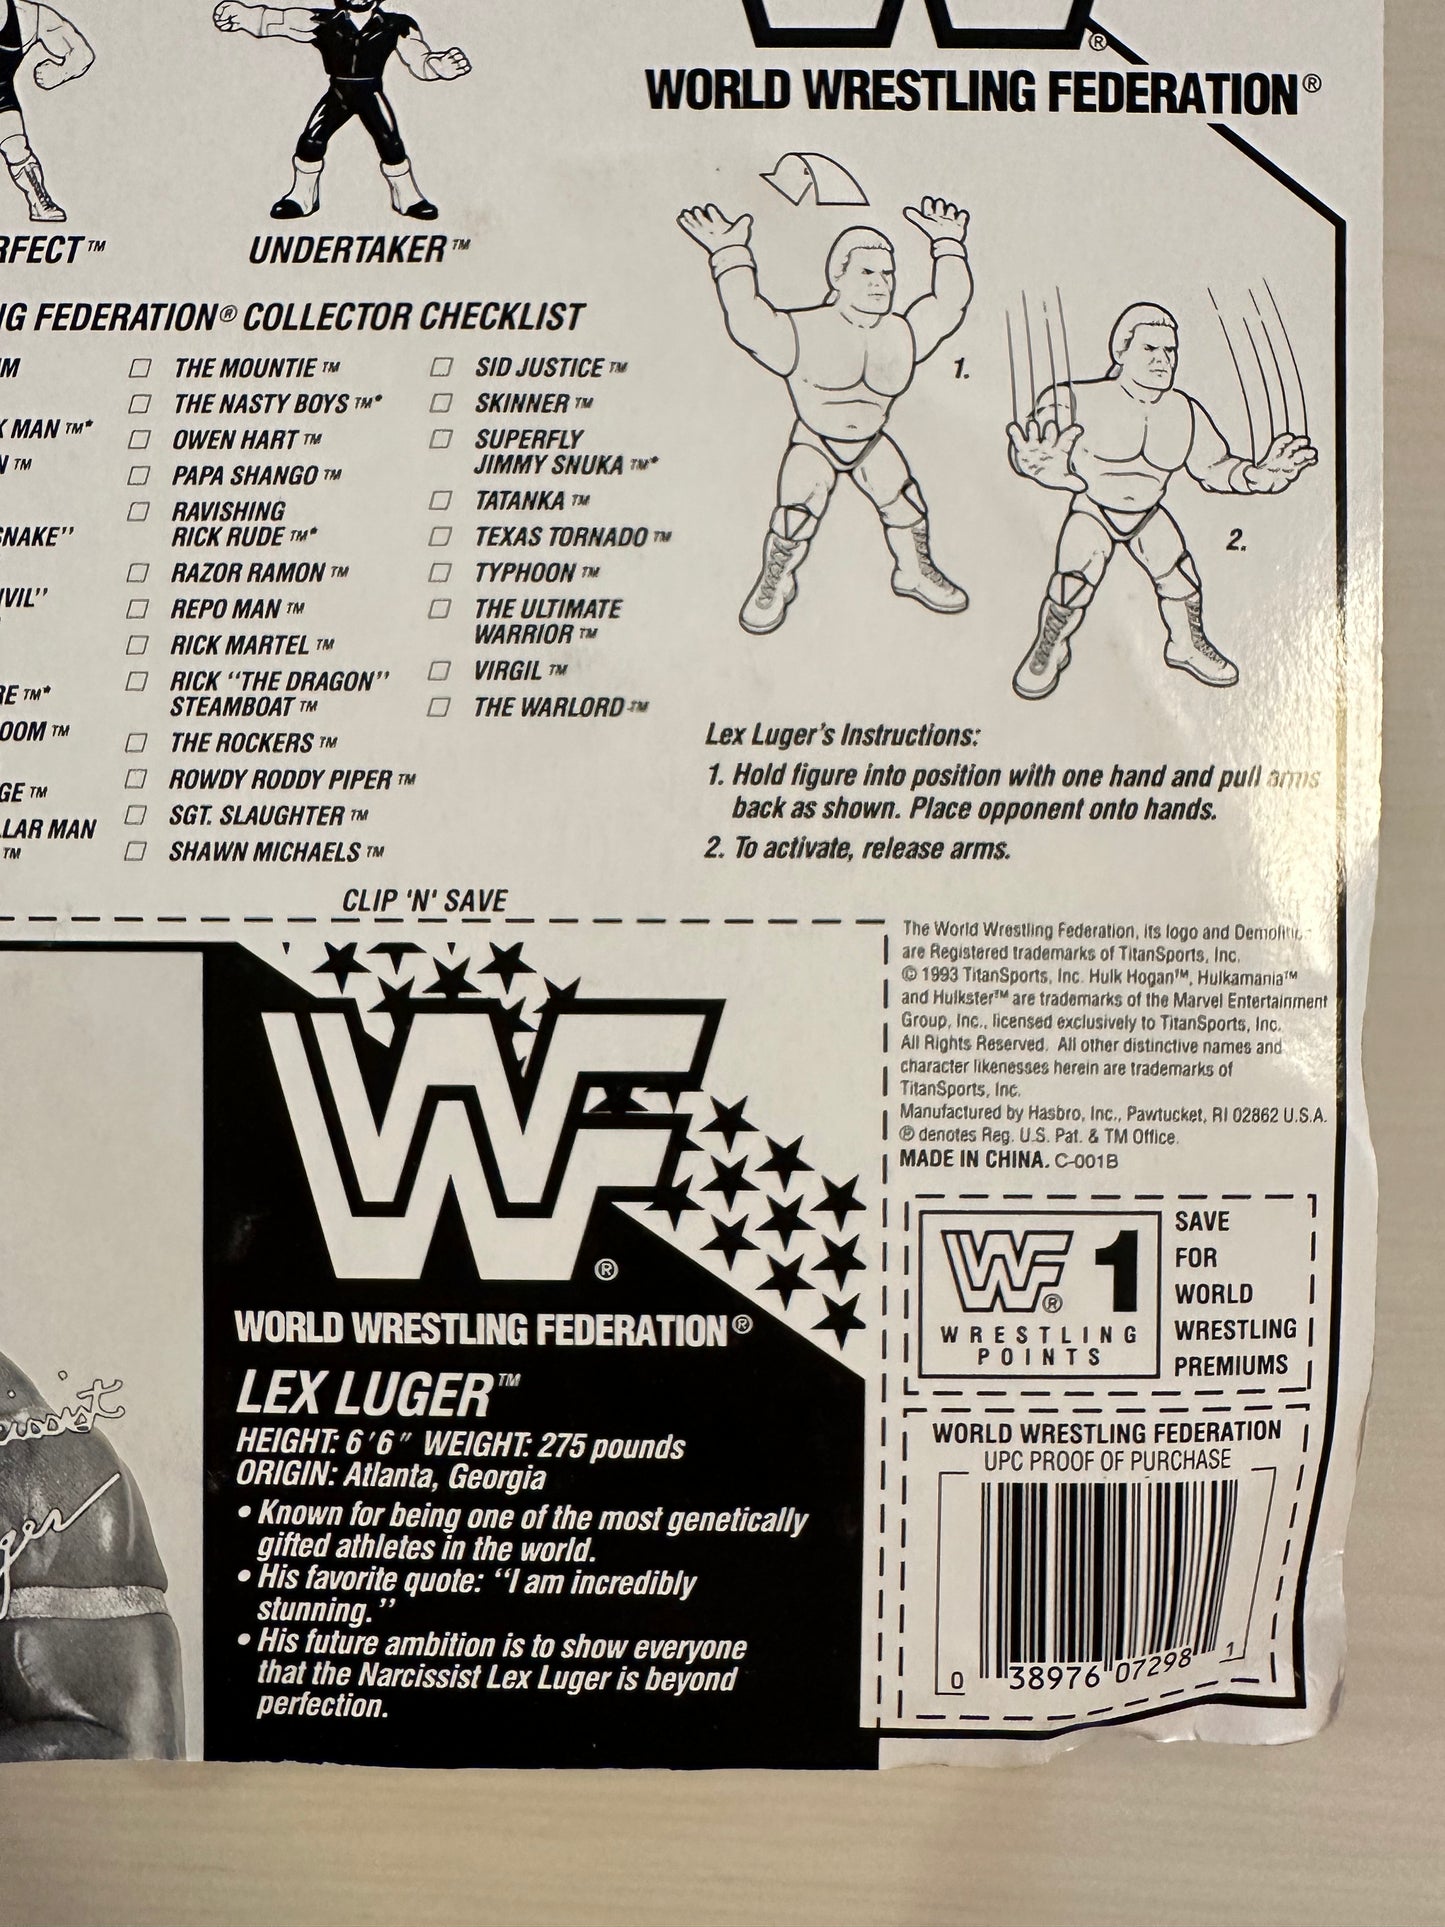 ®
WORLD WRESTLING FEDERATION®
RFECT™
UNDERTAKER™
FEDERATION® COLLECTOR CHECKLIST
THE MOUNTIE™
THE NASTY BOYS™*
MAN™*
OWEN HART™
PAPA SHANGO™
RAVISHING
RICK RUDE™*
SNAKE"
RAZOR RAMON™
REPO MAN™
RICK MARTEL™
RICK "THE DRAGON"
STEAMBOAT™
THE ROCKERS™
ROWDY RODDY PIPER™
SGT. SLAUGHTER™
LLAR MAN
™
SHAWN MICHAELS™
SID JUSTICE™
SKINNER™
SUPERFLY
JIMMY SNUKA™*
TATANKA™
TEXAS TORNADO™
TYPHOON™
THE ULTIMATE
WARRIOR™
VIRGIL™
THE WARLORD™
1.
2.
Lex Luger's Instructions:
1. Hold figure into position with one hand and pull arms
back as shown. Place opponent onto hands.
2. To activate, release arms.
CLIP 'N' SAVE
The World Wrestling Federation, its logo and Demolition
are Registered trademarks of TitanSports, Inc.
© 1993 TitanSports, Inc. Hulk Hogan™, Hulkamania™
and Hulkster™ are trademarks of the Marvel Entertainment
Group, Inc., licensed exclusively to TitanSports, Inc.
All Rights Reserved. All other distinctive names and
character likenesses herein are trademarks of
TitanSports, Inc.
Manufactured by Hasbro, Inc., Pawtucket, RI 02862 U.S.A.
® denotes Reg. U.S. Pat. & TM Office.
MADE IN CHINA. C-001B
WF®
WORLD WRESTLING FEDERATION®
LEX LUGER™
HEIGHT: 6'6" WEIGHT: 275 pounds
ORIGIN: Atlanta, Georgia
• Known for being one of the most genetically
gifted athletes in the world.
• His favorite quote: "I am incredibly
stunning."
• His future ambition is to show everyone
that the Narcissist Lex Luger is beyond
perfection.
WF® 1
WRESTLING
POINTS
SAVE
FOR
WORLD
WRESTLING
PREMIUMS
WORLD WRESTLING FEDERATION
UPC PROOF OF PURCHASE
0 38976 07298 1